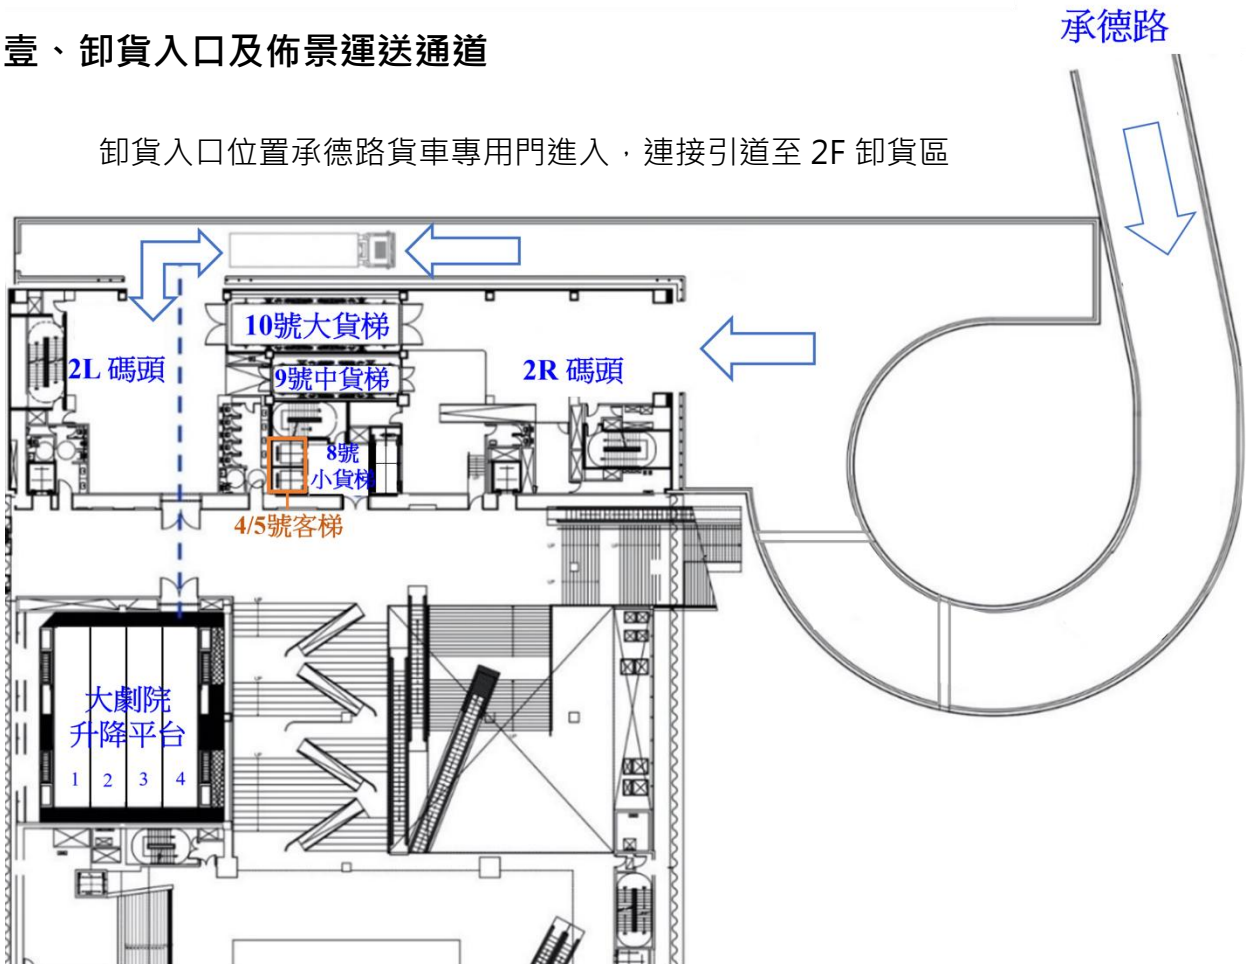 承德路
壹、卸貨入口及佈景運送通道
卸貨入口位置承德路貨車專用門進入，連接引道至 2F 卸貨區
10號大貨梯
2L 碼頭
9號中貨梯
2R 碼頭
8號
小貨梯
4/5號客梯
大劇院
升降平台
1 2 3 4